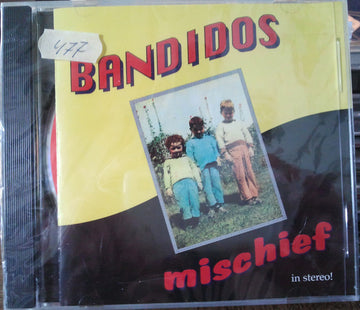 477
BANDIDOS
mischief
in stereo!